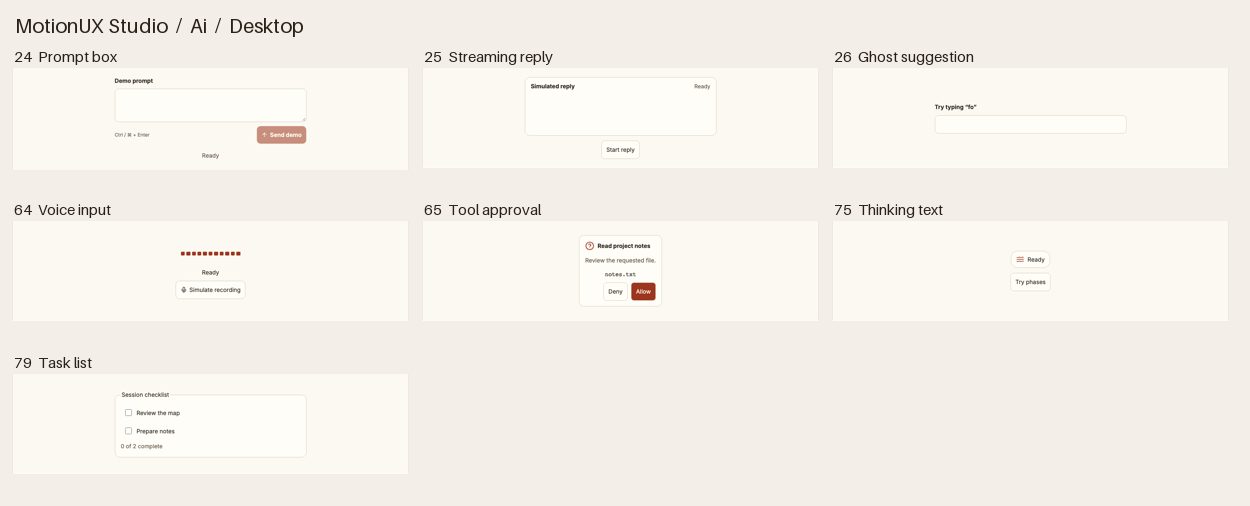 MotionUX Studio / Ai / Desktop
24 Prompt box
Demo prompt
Ctrl / ⌘ + Enter
Send demo
Ready
25 Streaming reply
Simulated reply
Ready
Start reply
26 Ghost suggestion
Try typing "fo"
64 Voice input
Ready
Simulate recording
65 Tool approval
Read project notes
Review the requested file.
notes.txt
Deny
Allow
75 Thinking text
Ready
Try phases
79 Task list
Session checklist
Review the map
Prepare notes
0 of 2 complete